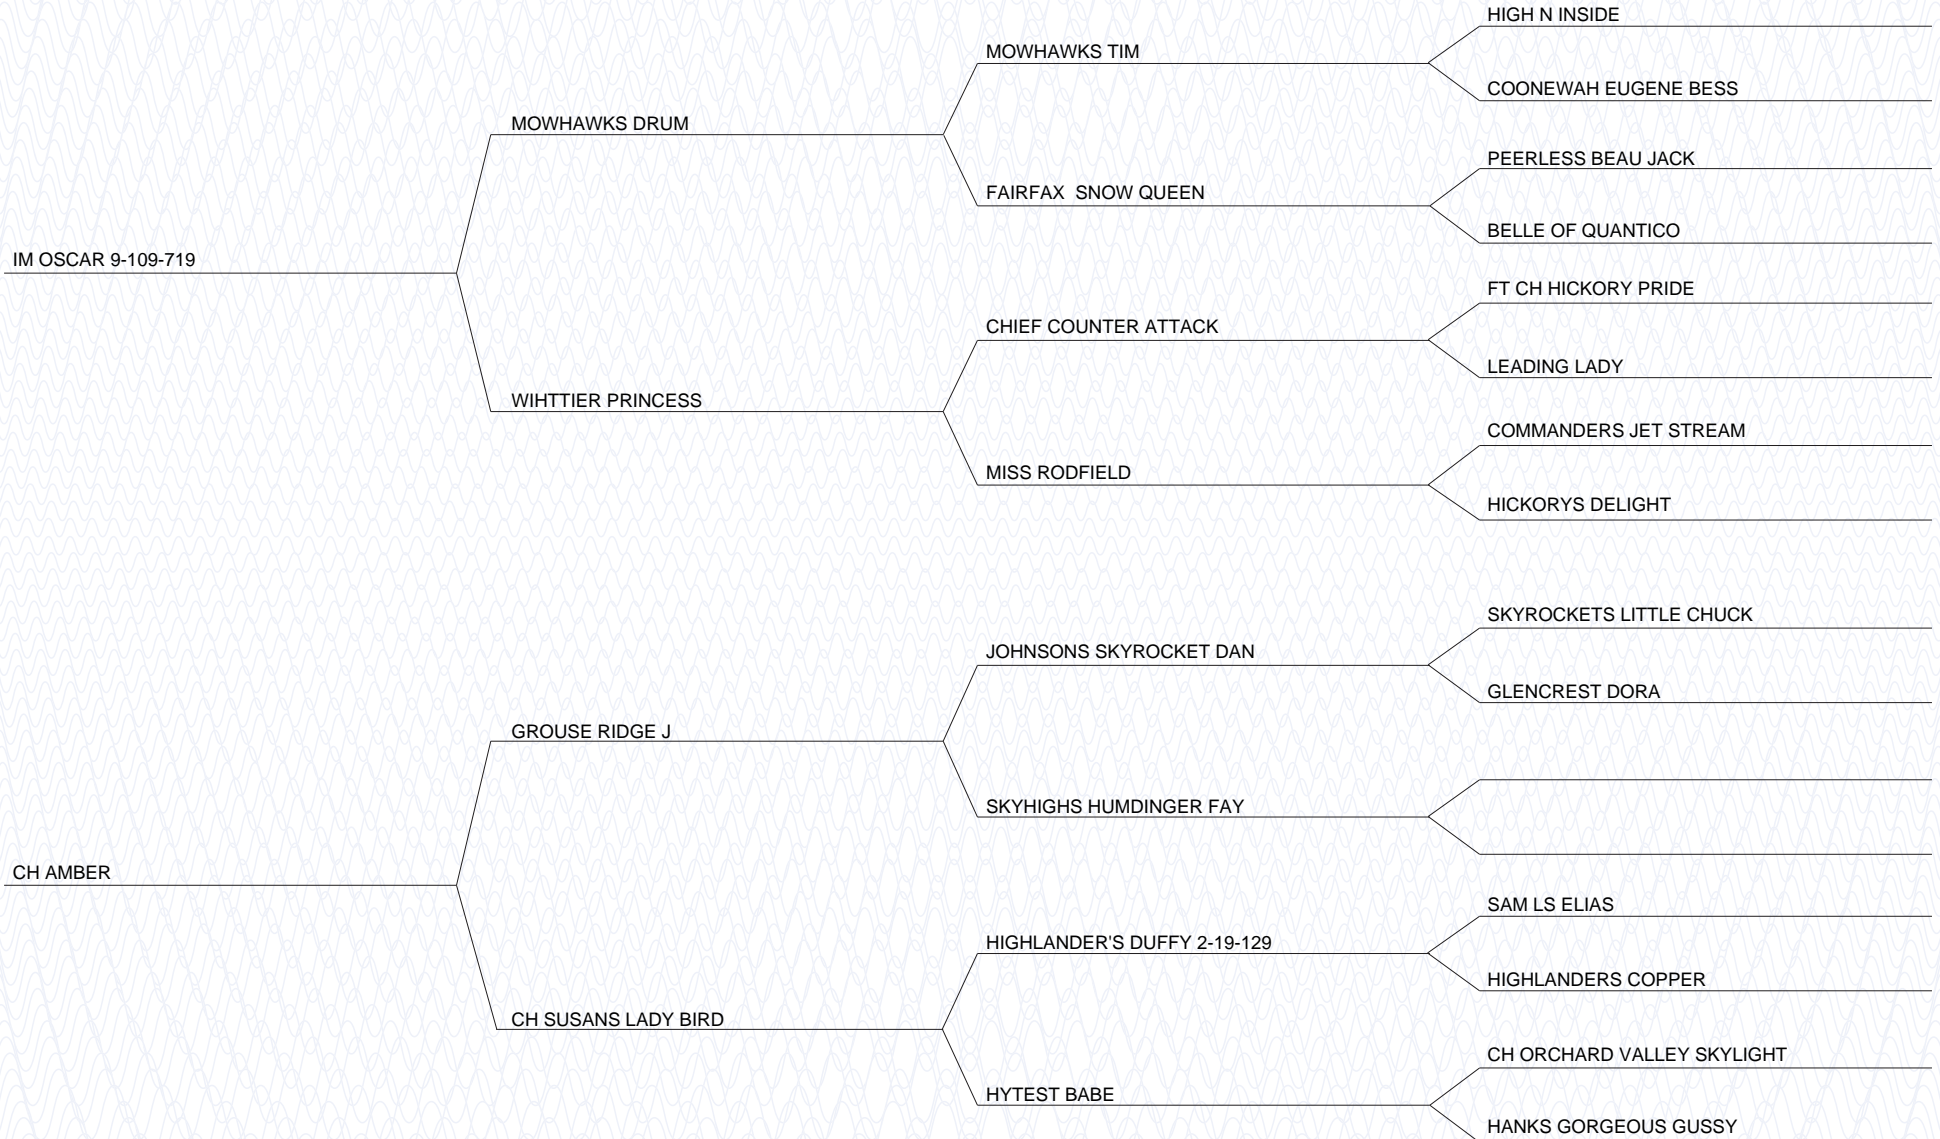 HIGH N INSIDE
MOWHAWKS TIM
COONEWAH EUGENE BESS
MOWHAWKS DRUM
PEERLESS BEAU JACK
FAIRFAX  SNOW QUEEN
BELLE OF QUANTICO
IM OSCAR 9-109-719
FT CH HICKORY PRIDE
CHIEF COUNTER ATTACK
LEADING LADY
WIHTTIER PRINCESS
COMMANDERS JET STREAM
MISS RODFIELD
HICKORYS DELIGHT
SKYROCKETS LITTLE CHUCK
JOHNSONS SKYROCKET DAN
GLENCREST DORA
GROUSE RIDGE J
SKYHIGHS HUMDINGER FAY
CH AMBER
SAM LS ELIAS
HIGHLANDER'S DUFFY 2-19-129
HIGHLANDERS COPPER
CH SUSANS LADY BIRD
CH ORCHARD VALLEY SKYLIGHT
HYTEST BABE
HANKS GORGEOUS GUSSY